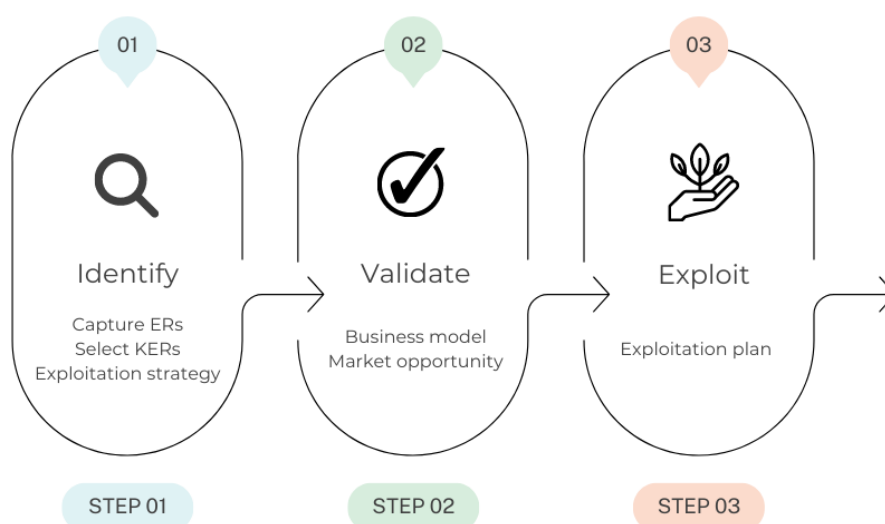 01
02
03
Identify
Capture ERs
Select KERs
Exploitation strategy
Validate
Business model
Market opportunity
Exploit
Exploitation plan
STEP 01
STEP 02
STEP 03